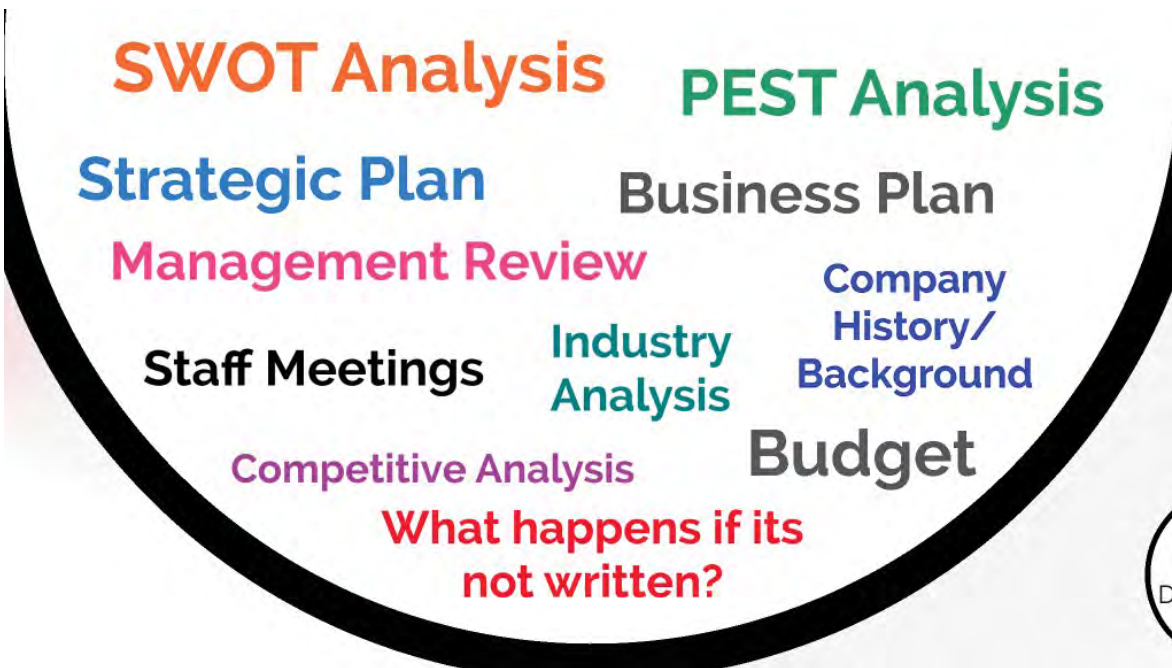 SWOT Analysis
PEST Analysis
Strategic Plan
Business Plan
Management Review
Company
History/
Background
Staff Meetings
Industry
Analysis
Competitive Analysis
Budget
What happens if its
not written?
D